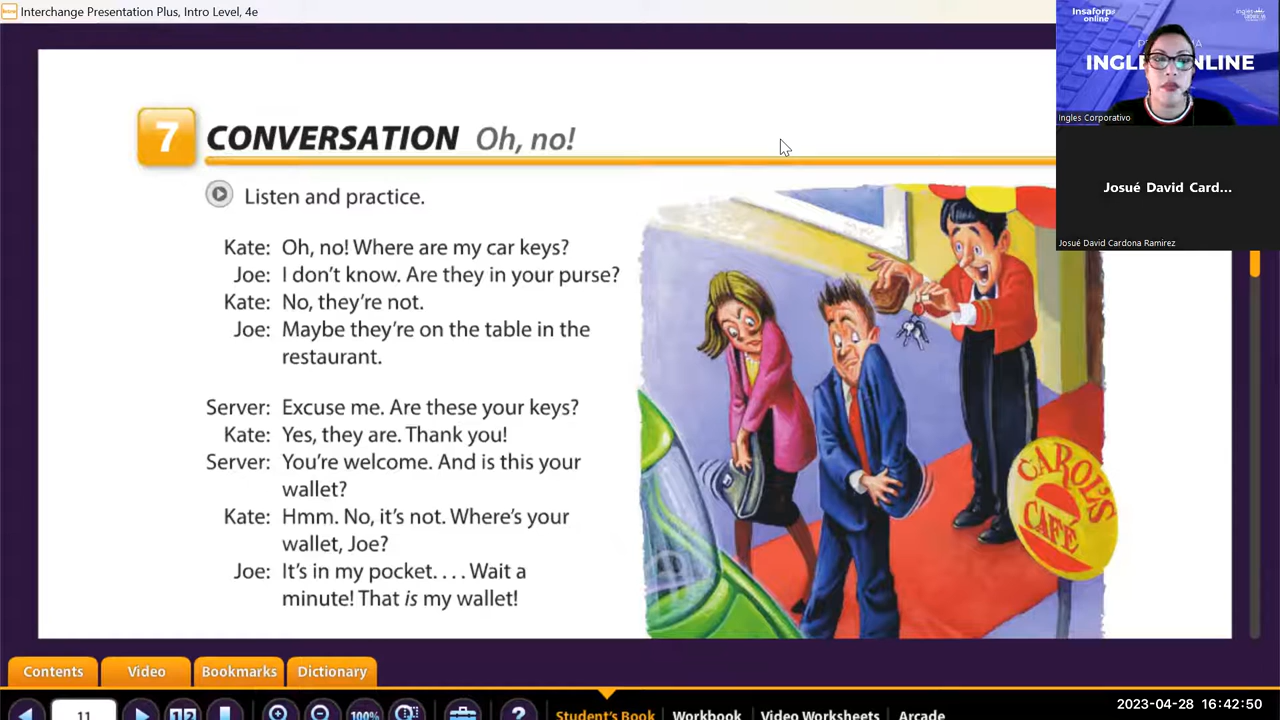 Interchange Presentation Plus, Intro Level, 4e
Insaforp
online
INGLES ONLINE
Ingles Corporativo
Josué David Card...
Josué David Cardona Ramirez
7 CONVERSATION Oh, no!
Listen and practice.
Kate: Oh, no! Where are my car keys?
Joe: I don't know. Are they in your purse?
Kate: No, they're not.
Joe: Maybe they're on the table in the
restaurant.
Server: Excuse me. Are these your keys?
Kate: Yes, they are. Thank you!
Server: You're welcome. And is this your
wallet?
Kate: Hmm. No, it's not. Where's your
wallet, Joe?
Joe: It's in my pocket. . . . Wait a
minute! That is my wallet!
CAROL'S
CAFÉ
Contents Video Bookmarks Dictionary
11
100%
?
Student's Book Workbook Video Worksheets Arcade
2023-04-28 16:42:50